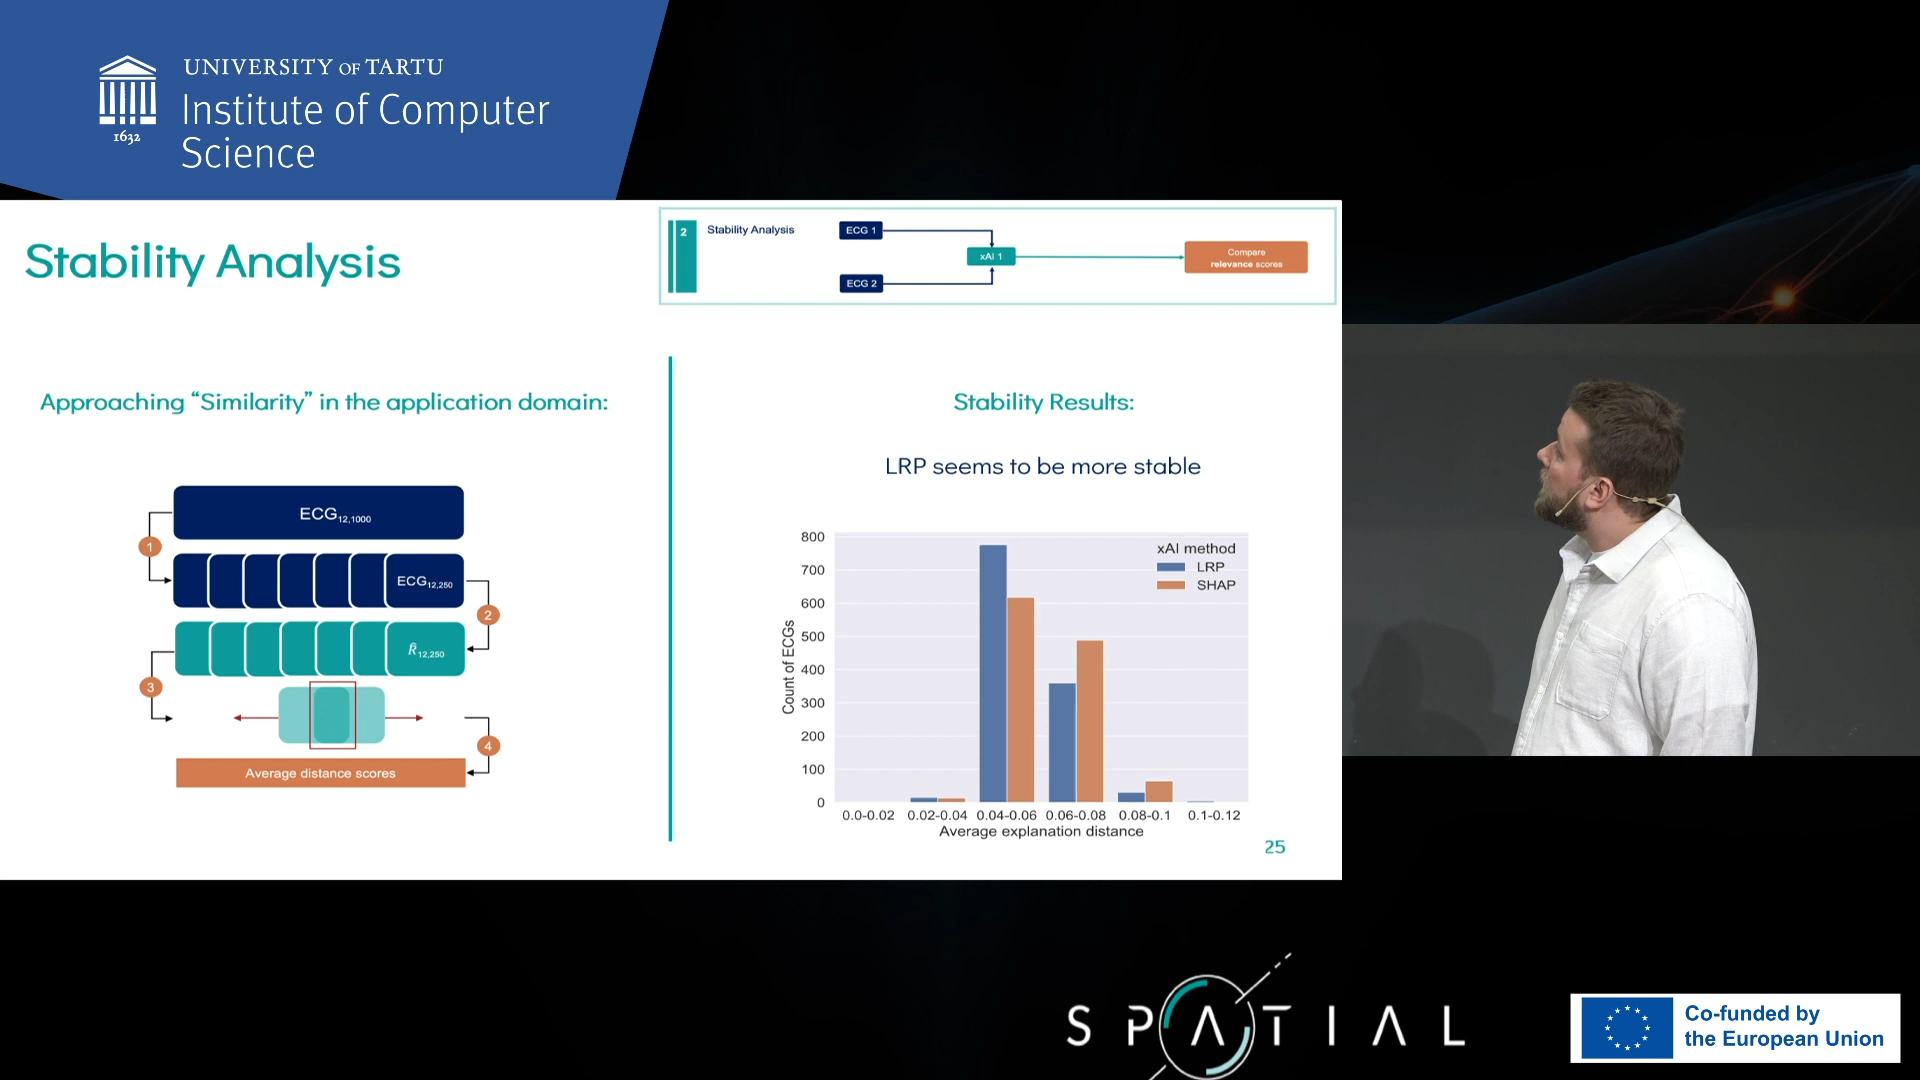 UNIVERSITY OF TARTU
Institute of Computer
Science
1632
Stability Analysis
2
Stability Analysis
ECG 1
xAI 1
ECG 2
Compare
relevance scores
Approaching “Similarity” in the application domain:
ECG12,1000
1
ECG12,250
2
R̂12,250
3
4
Average distance scores
Stability Results:
LRP seems to be more stable
800
700
600
500
400
300
200
100
0
Count of ECGs
xAI method
LRP
SHAP
0.0-0.02 0.02-0.04 0.04-0.06 0.06-0.08 0.08-0.1 0.1-0.12
Average explanation distance
25
SPATIAL
Co-funded by
the European Union